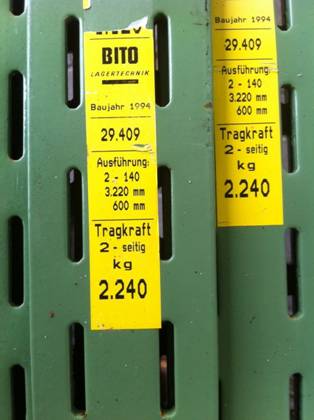 BITO
LAGERTECHNIK
Baujahr 1994
29.409
Ausführung:
2 - 140
3.220 mm
600 mm
Tragkraft
2 - seitig
kg
2.240
Baujahr 1994
29.409
Ausführung:
2 - 140
3.220 mm
600 mm
Tragkraft
2 - seitig
kg
2.240